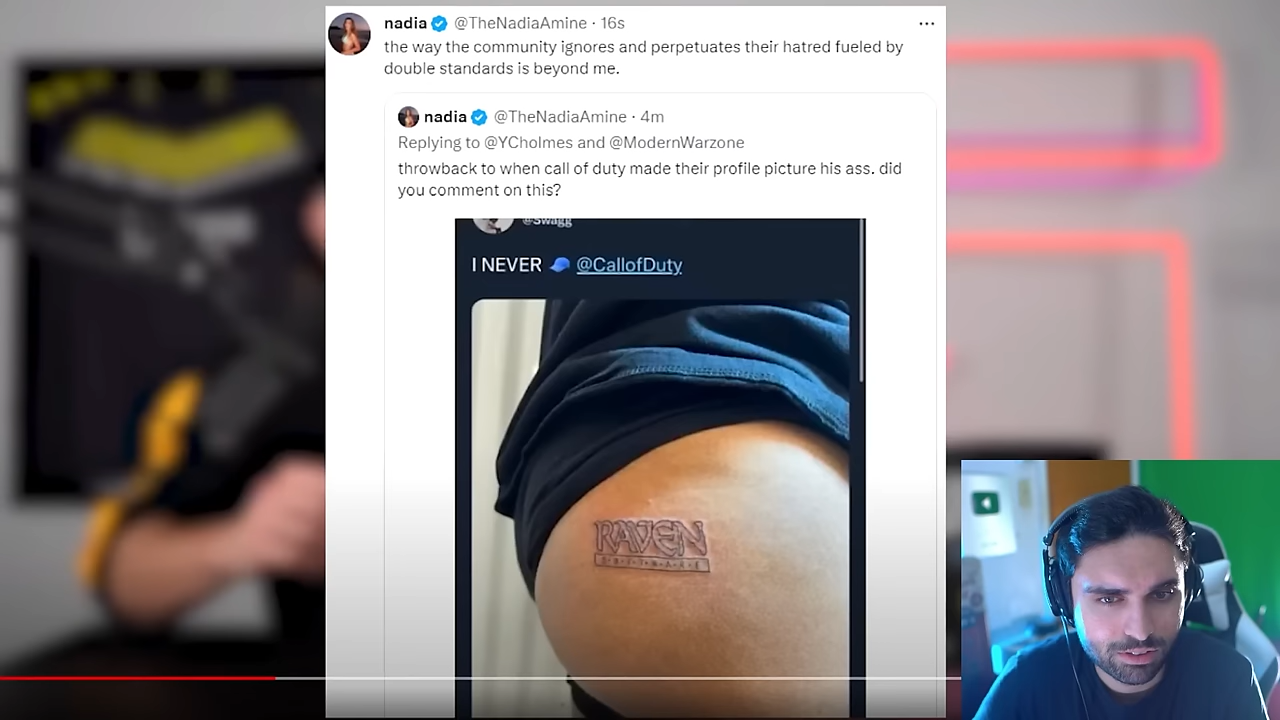 nadia @TheNadiaAmine · 16s
the way the community ignores and perpetuates their hatred fueled by
double standards is beyond me.
nadia @TheNadiaAmine · 4m
Replying to @YCholmes and @ModernWarzone
throwback to when call of duty made their profile picture his ass. did
you comment on this?
@Swagg
I NEVER 🧢 @CallofDuty
RAVEN
SOFTWARE